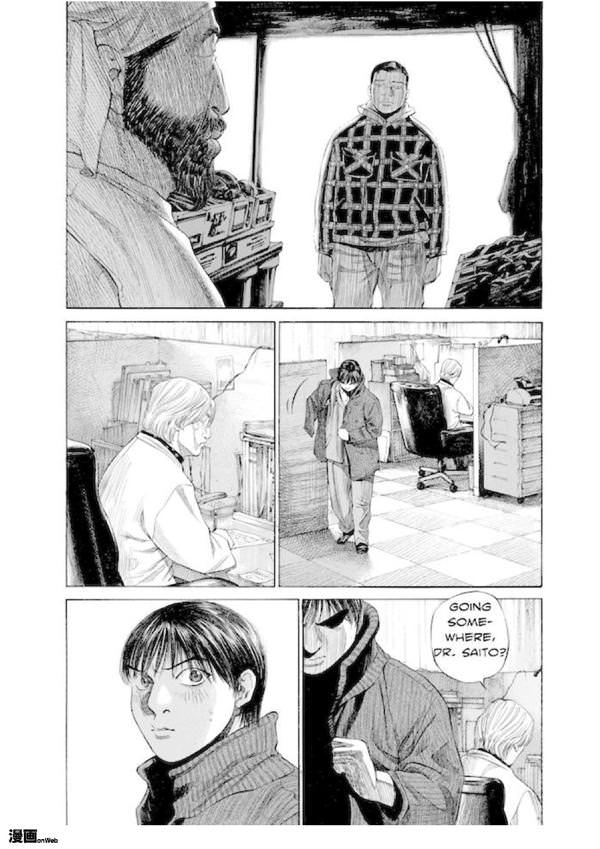 GOING
SOME-
WHERE,
DR. SAITO?
漫画onWeb